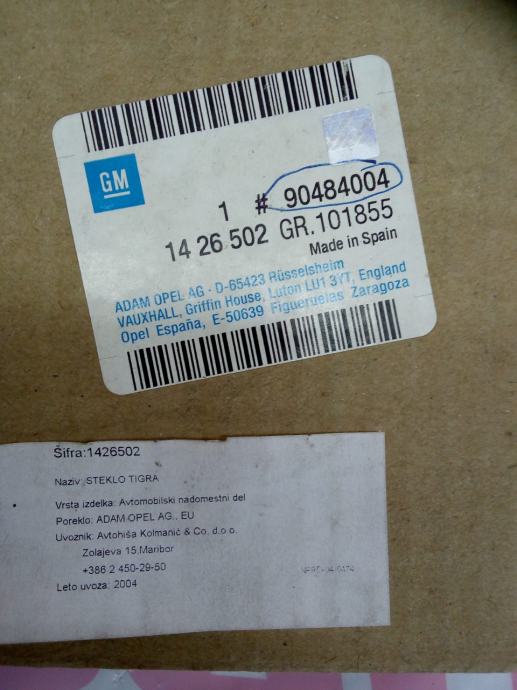 GM
1 # 90484004
14 26 502 GR.101855
Made in Spain
ADAM OPEL AG - D-65423 Rüsselsheim
VAUXHALL, Griffin House, Luton LU1 3YT, England
Opel España, E-50639 Figueruelas Zaragoza
Šifra:1426502
Naziv: STEKLO TIGRA
Vrsta izdelka: Avtomobilski nadomestni del
Poreklo: ADAM OPEL AG., EU
Uvoznik: Avtohiša Kolmanič & Co. d.o.o.
Zolajeva 15,Maribor
+386 2 450-29-50
Leto uvoza: 2004